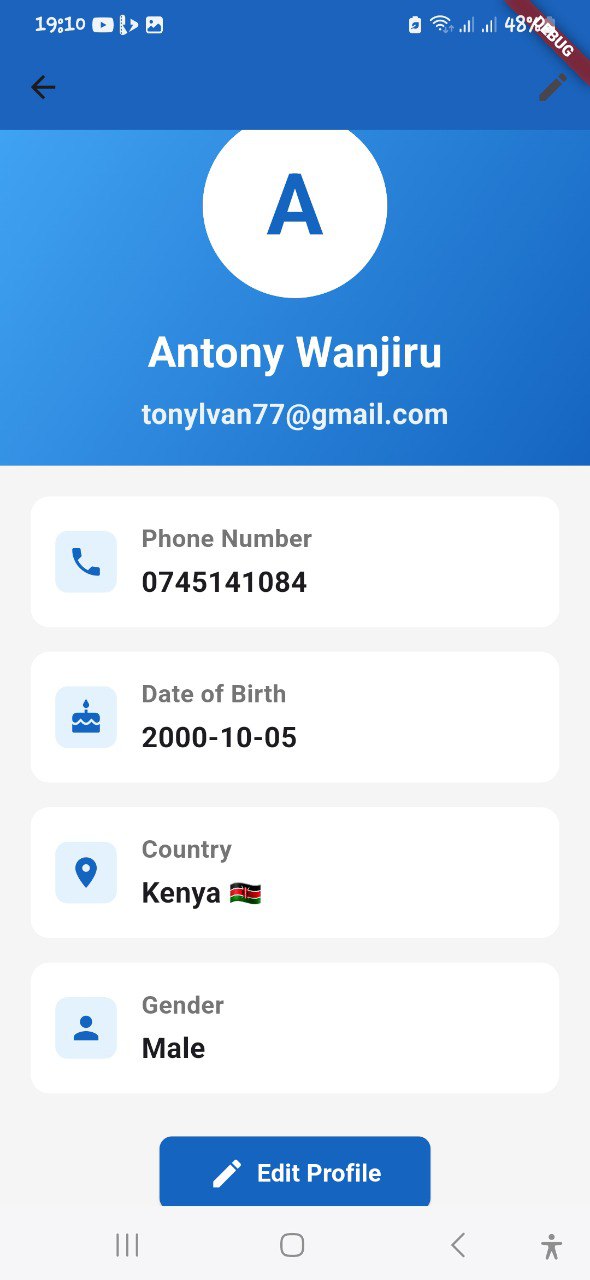 19:10
48%
DEBUG
A
Antony Wanjiru
tonylvan77@gmail.com
Phone Number
0745141084
Date of Birth
2000-10-05
Country
Kenya 🇰🇪
Gender
Male
Edit Profile